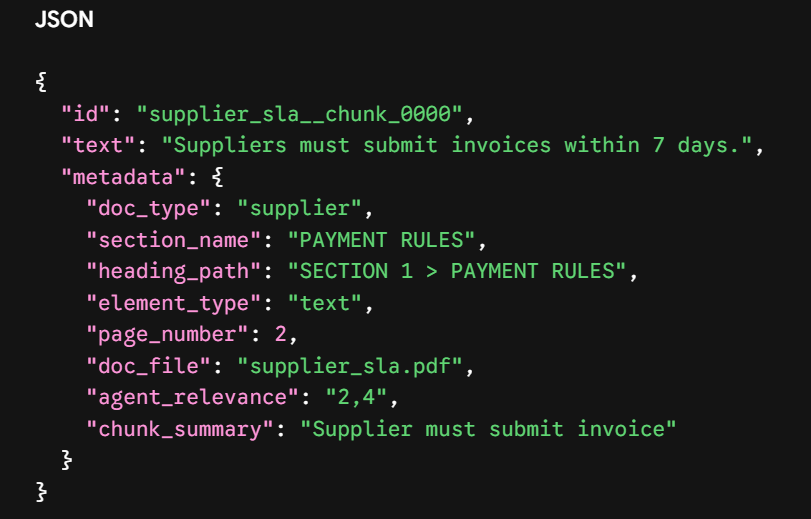 JSON
{
"id": "supplier_sla__chunk_0000",
"text": "Suppliers must submit invoices within 7 days.",
"metadata": {
"doc_type": "supplier",
"section_name": "PAYMENT RULES",
"heading_path": "SECTION 1 > PAYMENT RULES",
"element_type": "text",
"page_number": 2,
"doc_file": "supplier_sla.pdf",
"agent_relevance": "2,4",
"chunk_summary": "Supplier must submit invoice"
}
}